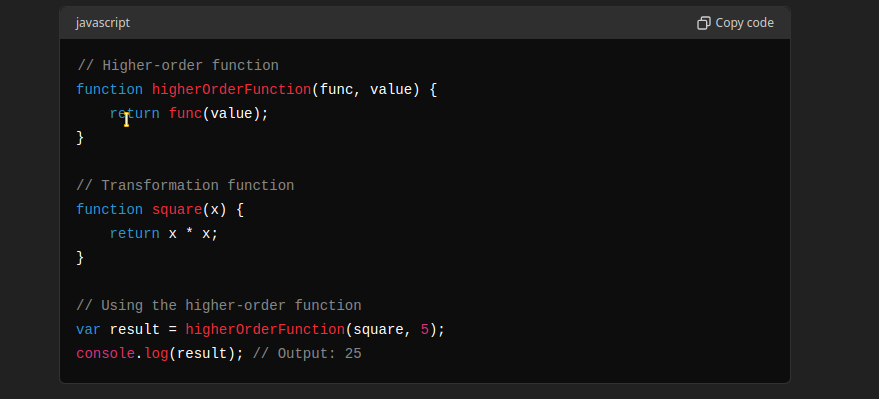 javascript
Copy code
// Higher-order function
function higherOrderFunction(func, value) {
    return func(value);
}
// Transformation function
function square(x) {
    return x * x;
}
// Using the higher-order function
var result = higherOrderFunction(square, 5);
console.log(result); // Output: 25